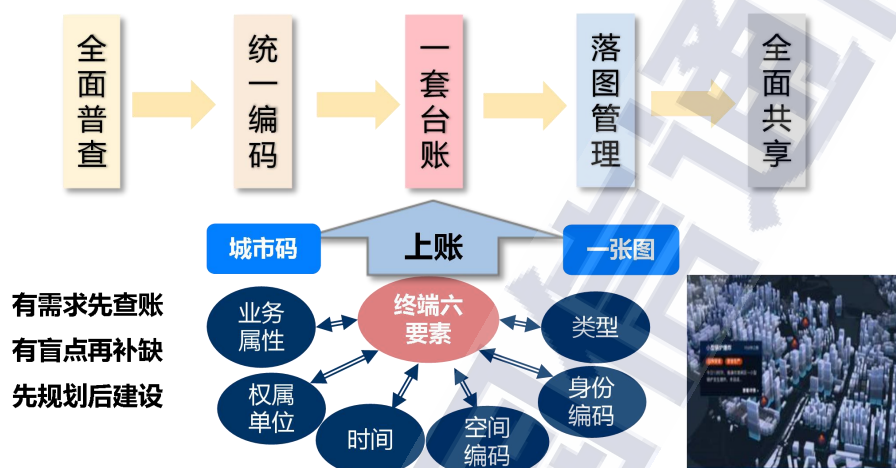 全面普查
统一编码
一套台账
落图管理
全面共享
城市码
上账
一张图
有需求先查账
有盲点再补缺
先规划后建设
终端六
要素
业务
属性
类型
权属
单位
身份
编码
时间
空间
编码